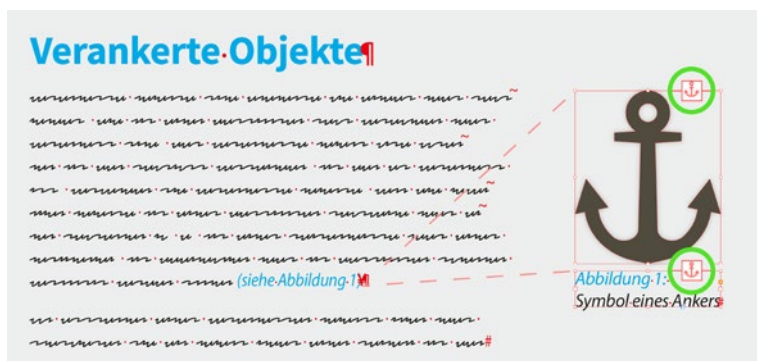 Verankerte Objekte
(siehe Abbildung 1)
Abbildung 1:
Symbol eines Ankers